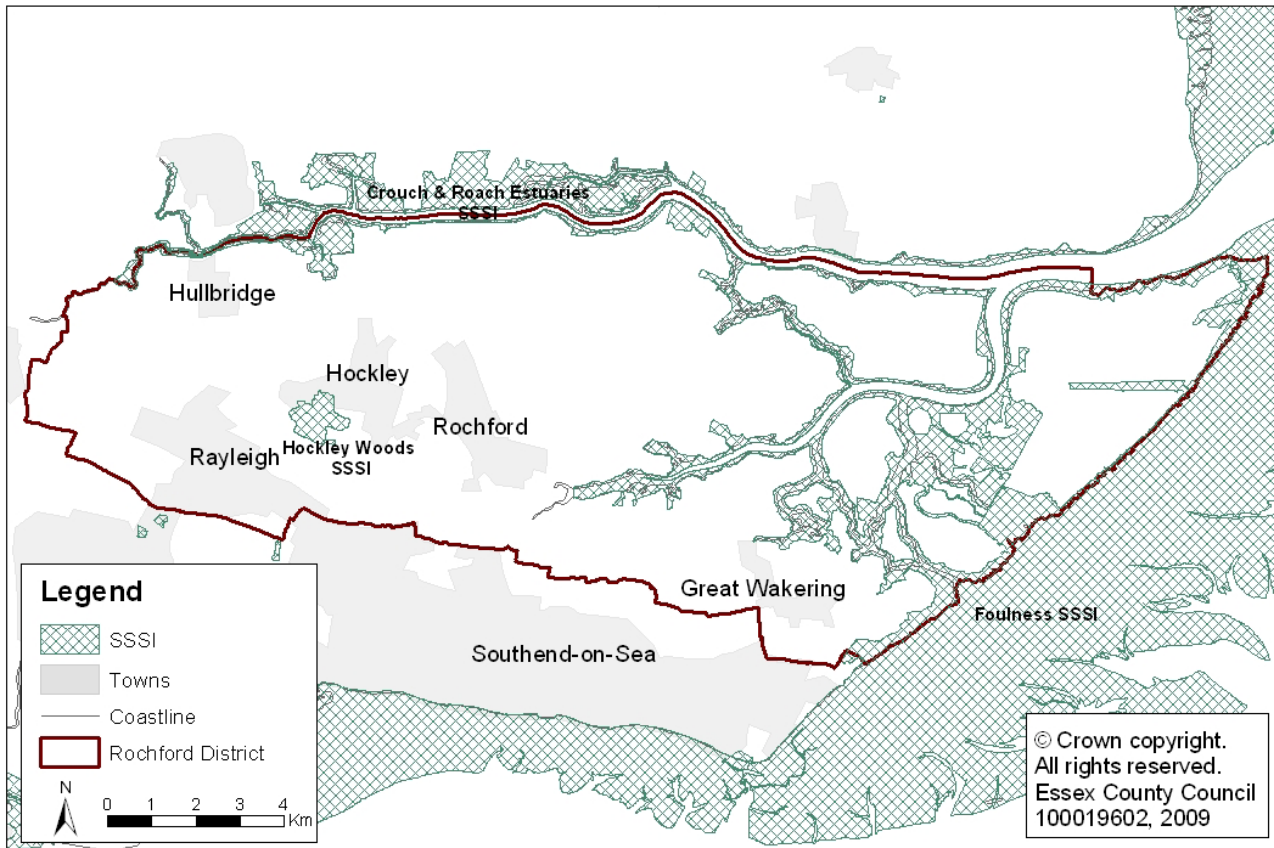 Crouch & Roach Estuaries
SSSI
Hullbridge
Hockley
Rochford
Rayleigh
Hockley Woods
SSSI
Great Wakering
Foulness SSSI
Southend-on-Sea
Legend
SSSI
Towns
Coastline
Rochford District
N
0 1 2 3 4
Km
© Crown copyright.
All rights reserved.
Essex County Council
100019602, 2009